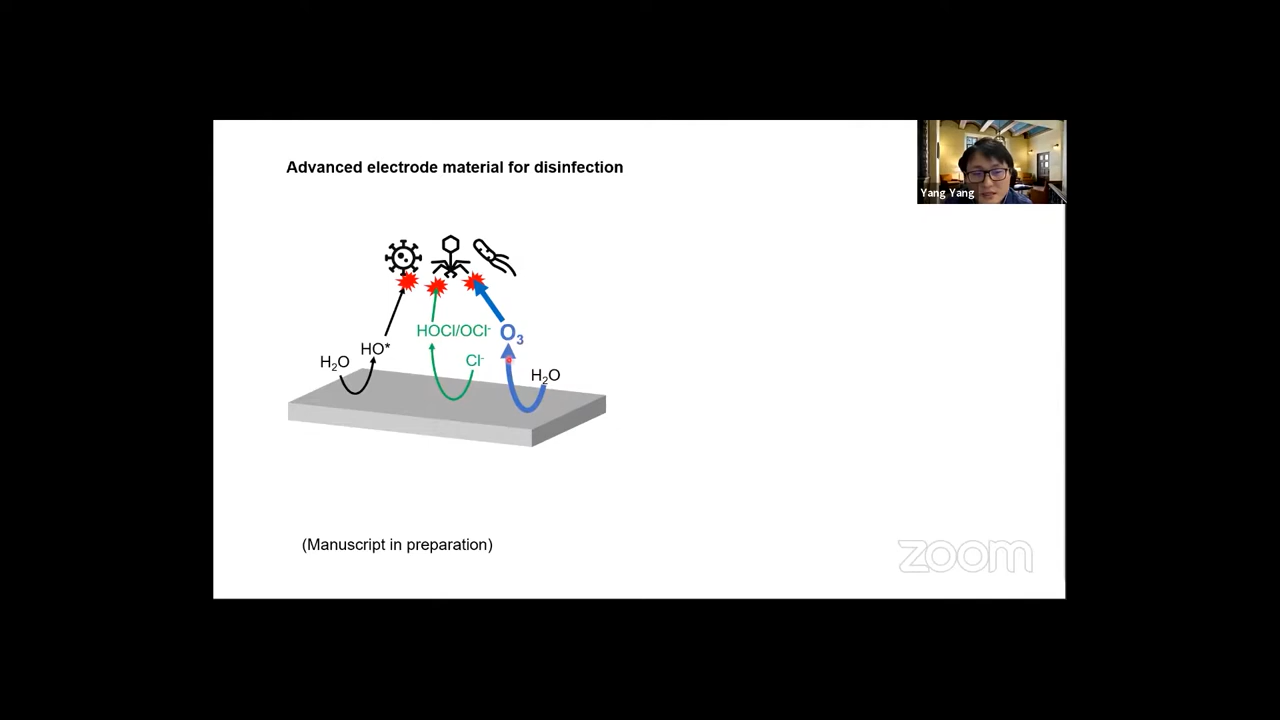 Advanced electrode material for disinfection
Yang Yang
HOCl/OCl-
O3
HO*
H2O
Cl-
H2O
(Manuscript in preparation)
zoom